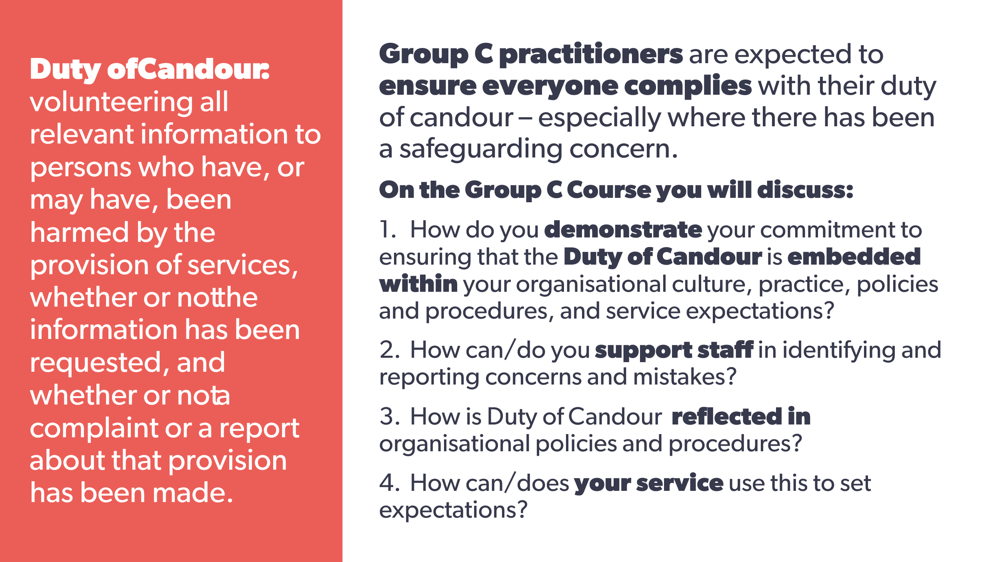 Duty ofCandour:
volunteering all
relevant information to
persons who have, or
may have, been
harmed by the
provision of services,
whether or notthe
information has been
requested, and
whether or nota
complaint or a report
about that provision
has been made.
Group C practitioners are expected to
ensure everyone complies with their duty
of candour – especially where there has been
a safeguarding concern.
On the Group C Course you will discuss:
1. How do you demonstrate your commitment to
ensuring that the Duty of Candour is embedded
within your organisational culture, practice, policies
and procedures, and service expectations?
2. How can/do you support staff in identifying and
reporting concerns and mistakes?
3. How is Duty of Candour reflected in
organisational policies and procedures?
4. How can/does your service use this to set
expectations?